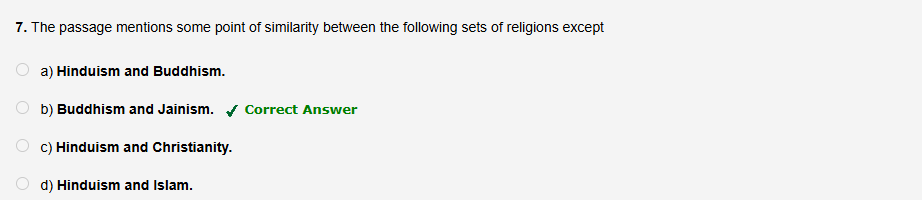 7. The passage mentions some point of similarity between the following sets of religions except
a) Hinduism and Buddhism.
b) Buddhism and Jainism. ✓ Correct Answer
c) Hinduism and Christianity.
d) Hinduism and Islam.